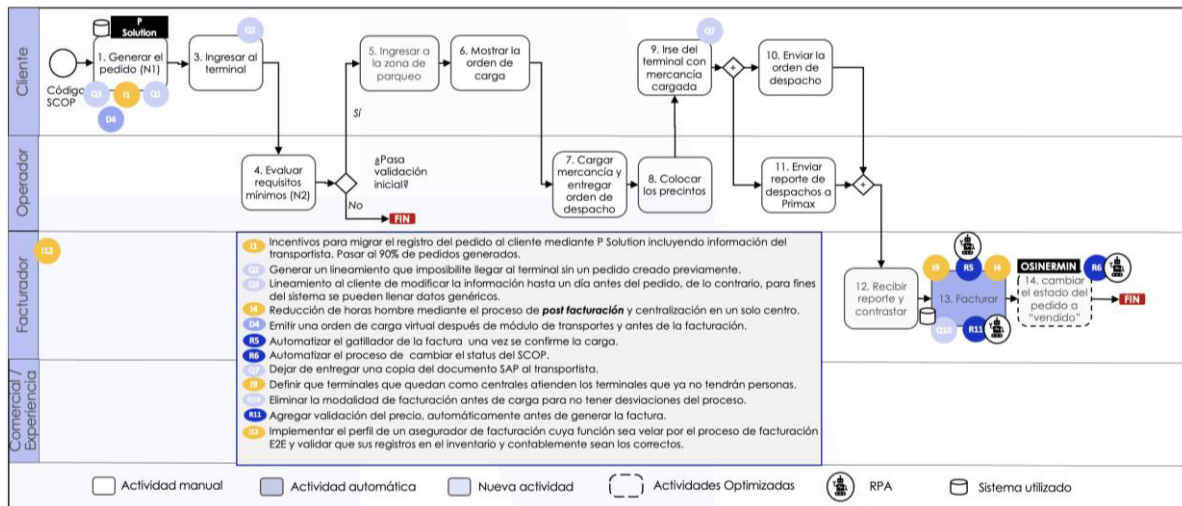 Cliente
Operador
Facturador
Comercial /
Experiencia
Código
SCOP
P
Solution
1. Generar el
pedido (N1)
Q3
I1
Q1
D4
3. Ingresar al
terminal
Q2
4. Evaluar
requisitos
mínimos (N2)
¿Pasa
validación
inicial?
Sí
No
FIN
5. Ingresar a
la zona de
parqueo
6. Mostrar la
orden de
carga
7. Cargar
mercancía y
entregar
orden de
despacho
8. Colocar
los precintos
9. Irse del
terminal con
mercancía
cargada
Q7
10. Enviar la
orden de
despacho
11. Enviar
reporte de
despachos a
Primax
12. Recibir
reporte y
contrastar
I9
R5
I4
13. Facturar
Q10
R11
OSINERMIN
R6
14. cambiar
el estado del
pedido a
“vendido”
FIN
I12
I1 Incentivos para migrar el registro del pedido al cliente mediante P Solution incluyendo información del
transportista. Pasar al 90% de pedidos generados.
Q2 Generar un lineamiento que imposibilite llegar al terminal sin un pedido creado previamente.
Q3 Lineamiento al cliente de modificar la información hasta un día antes del pedido, de lo contrario, para fines
del sistema se pueden llenar datos genéricos.
I4 Reducción de horas hombre mediante el proceso de post facturación y centralización en un solo centro.
D4 Emitir una orden de carga virtual después de módulo de transportes y antes de la facturación.
R5 Automatizar el gatillador de la factura una vez se confirme la carga.
R6 Automatizar el proceso de cambiar el status del SCOP.
Q7 Dejar de entregar una copia del documento SAP al transportista.
I9 Definir que terminales que quedan como centrales atienden los terminales que ya no tendrán personas.
Q10 Eliminar la modalidad de facturación antes de carga para no tener desviaciones del proceso.
R11 Agregar validación del precio, automáticamente antes de generar la factura.
I12 Implementar el perfil de un asegurador de facturación cuya función sea velar por el proceso de facturación
E2E y validar que sus registros en el inventario y contablemente sean los correctos.
Actividad manual
Actividad automática
Nueva actividad
Actividades Optimizadas
RPA
Sistema utilizado